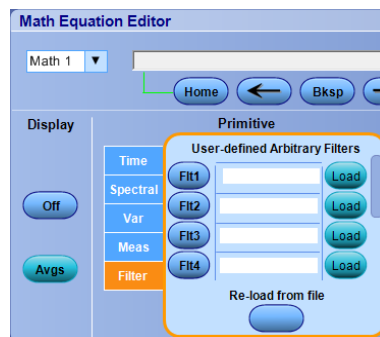 Math Equation Editor
Math 1
Home Bksp
Display Primitive
User-defined Arbitrary Filters
Time
Flt1 Load
Spectral
Off Flt2 Load
Var
Flt3 Load
Meas
Avgs Flt4 Load
Filter
Re-load from file